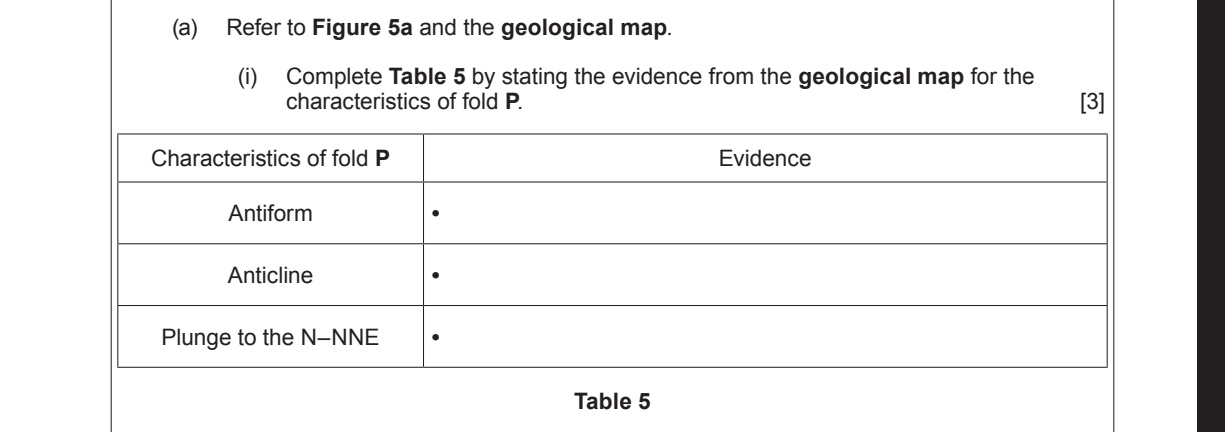 (a) Refer to Figure 5a and the geological map.
(i) Complete Table 5 by stating the evidence from the geological map for the
characteristics of fold P. [3]
Characteristics of fold P Evidence
Antiform •
Anticline •
Plunge to the N–NNE •
Table 5